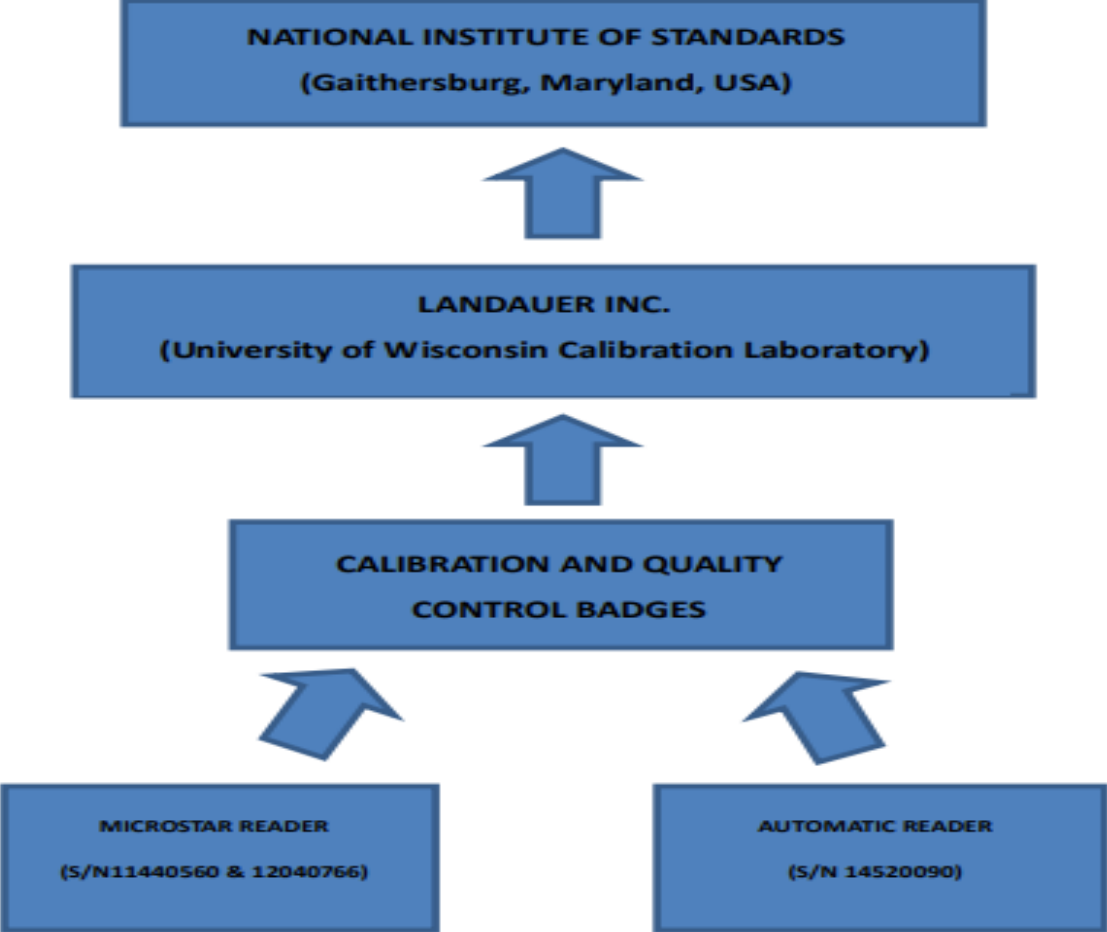 NATIONAL INSTITUTE OF STANDARDS
(Gaithersburg, Maryland, USA)
LANDAUER INC.
(University of Wisconsin Calibration Laboratory)
CALIBRATION AND QUALITY
CONTROL BADGES
MICROSTAR READER
(S/N11440560 & 12040766)
AUTOMATIC READER
(S/N 14520090)